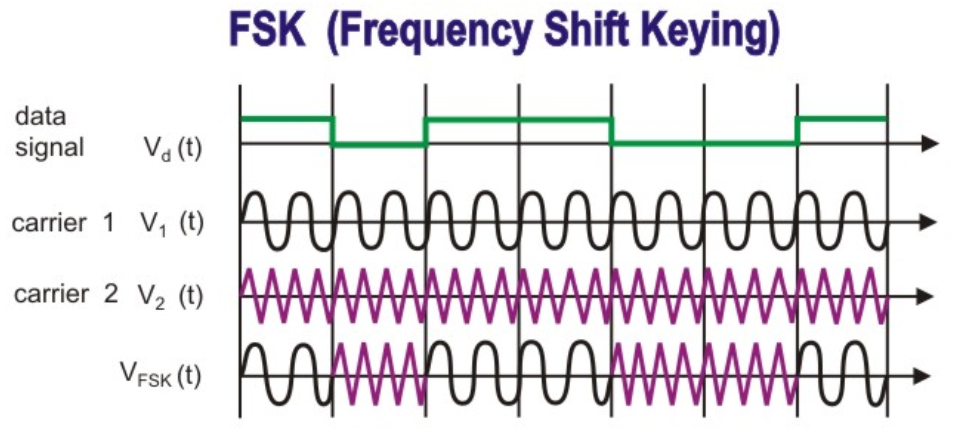 FSK (Frequency Shift Keying)
data
signal V_d (t)
carrier 1 V_1 (t)
carrier 2 V_2 (t)
V_FSK (t)